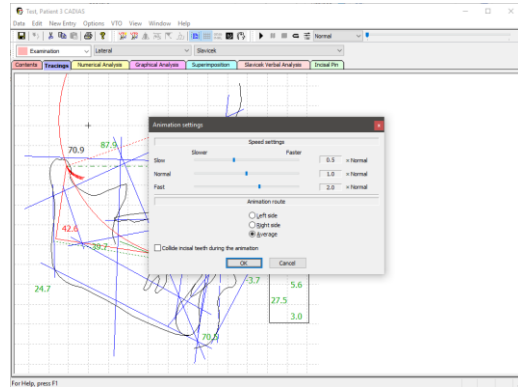 Test, Patient 3 CADIAS
Date Edit New Entry Options VTO View Window Help
Normal
Examination Lateral Slavicek
Contents Tracings Numerical Analysis Graphical Analysis Superimposition Slavicek Verbal Analysis Incisal Pin
Animation settings
Speed settings
Slower Faster
Slow 0.5 × Normal
Normal 1.0 × Normal
Fast 2.0 × Normal
Animation route
Left side
Right side
Average
Collide incisal teeth during the animation
OK Cancel
70.9
87.9
42.6
39.7
24.7
-3.7 5.6
27.5
3.0
70.5
For Help, press F1